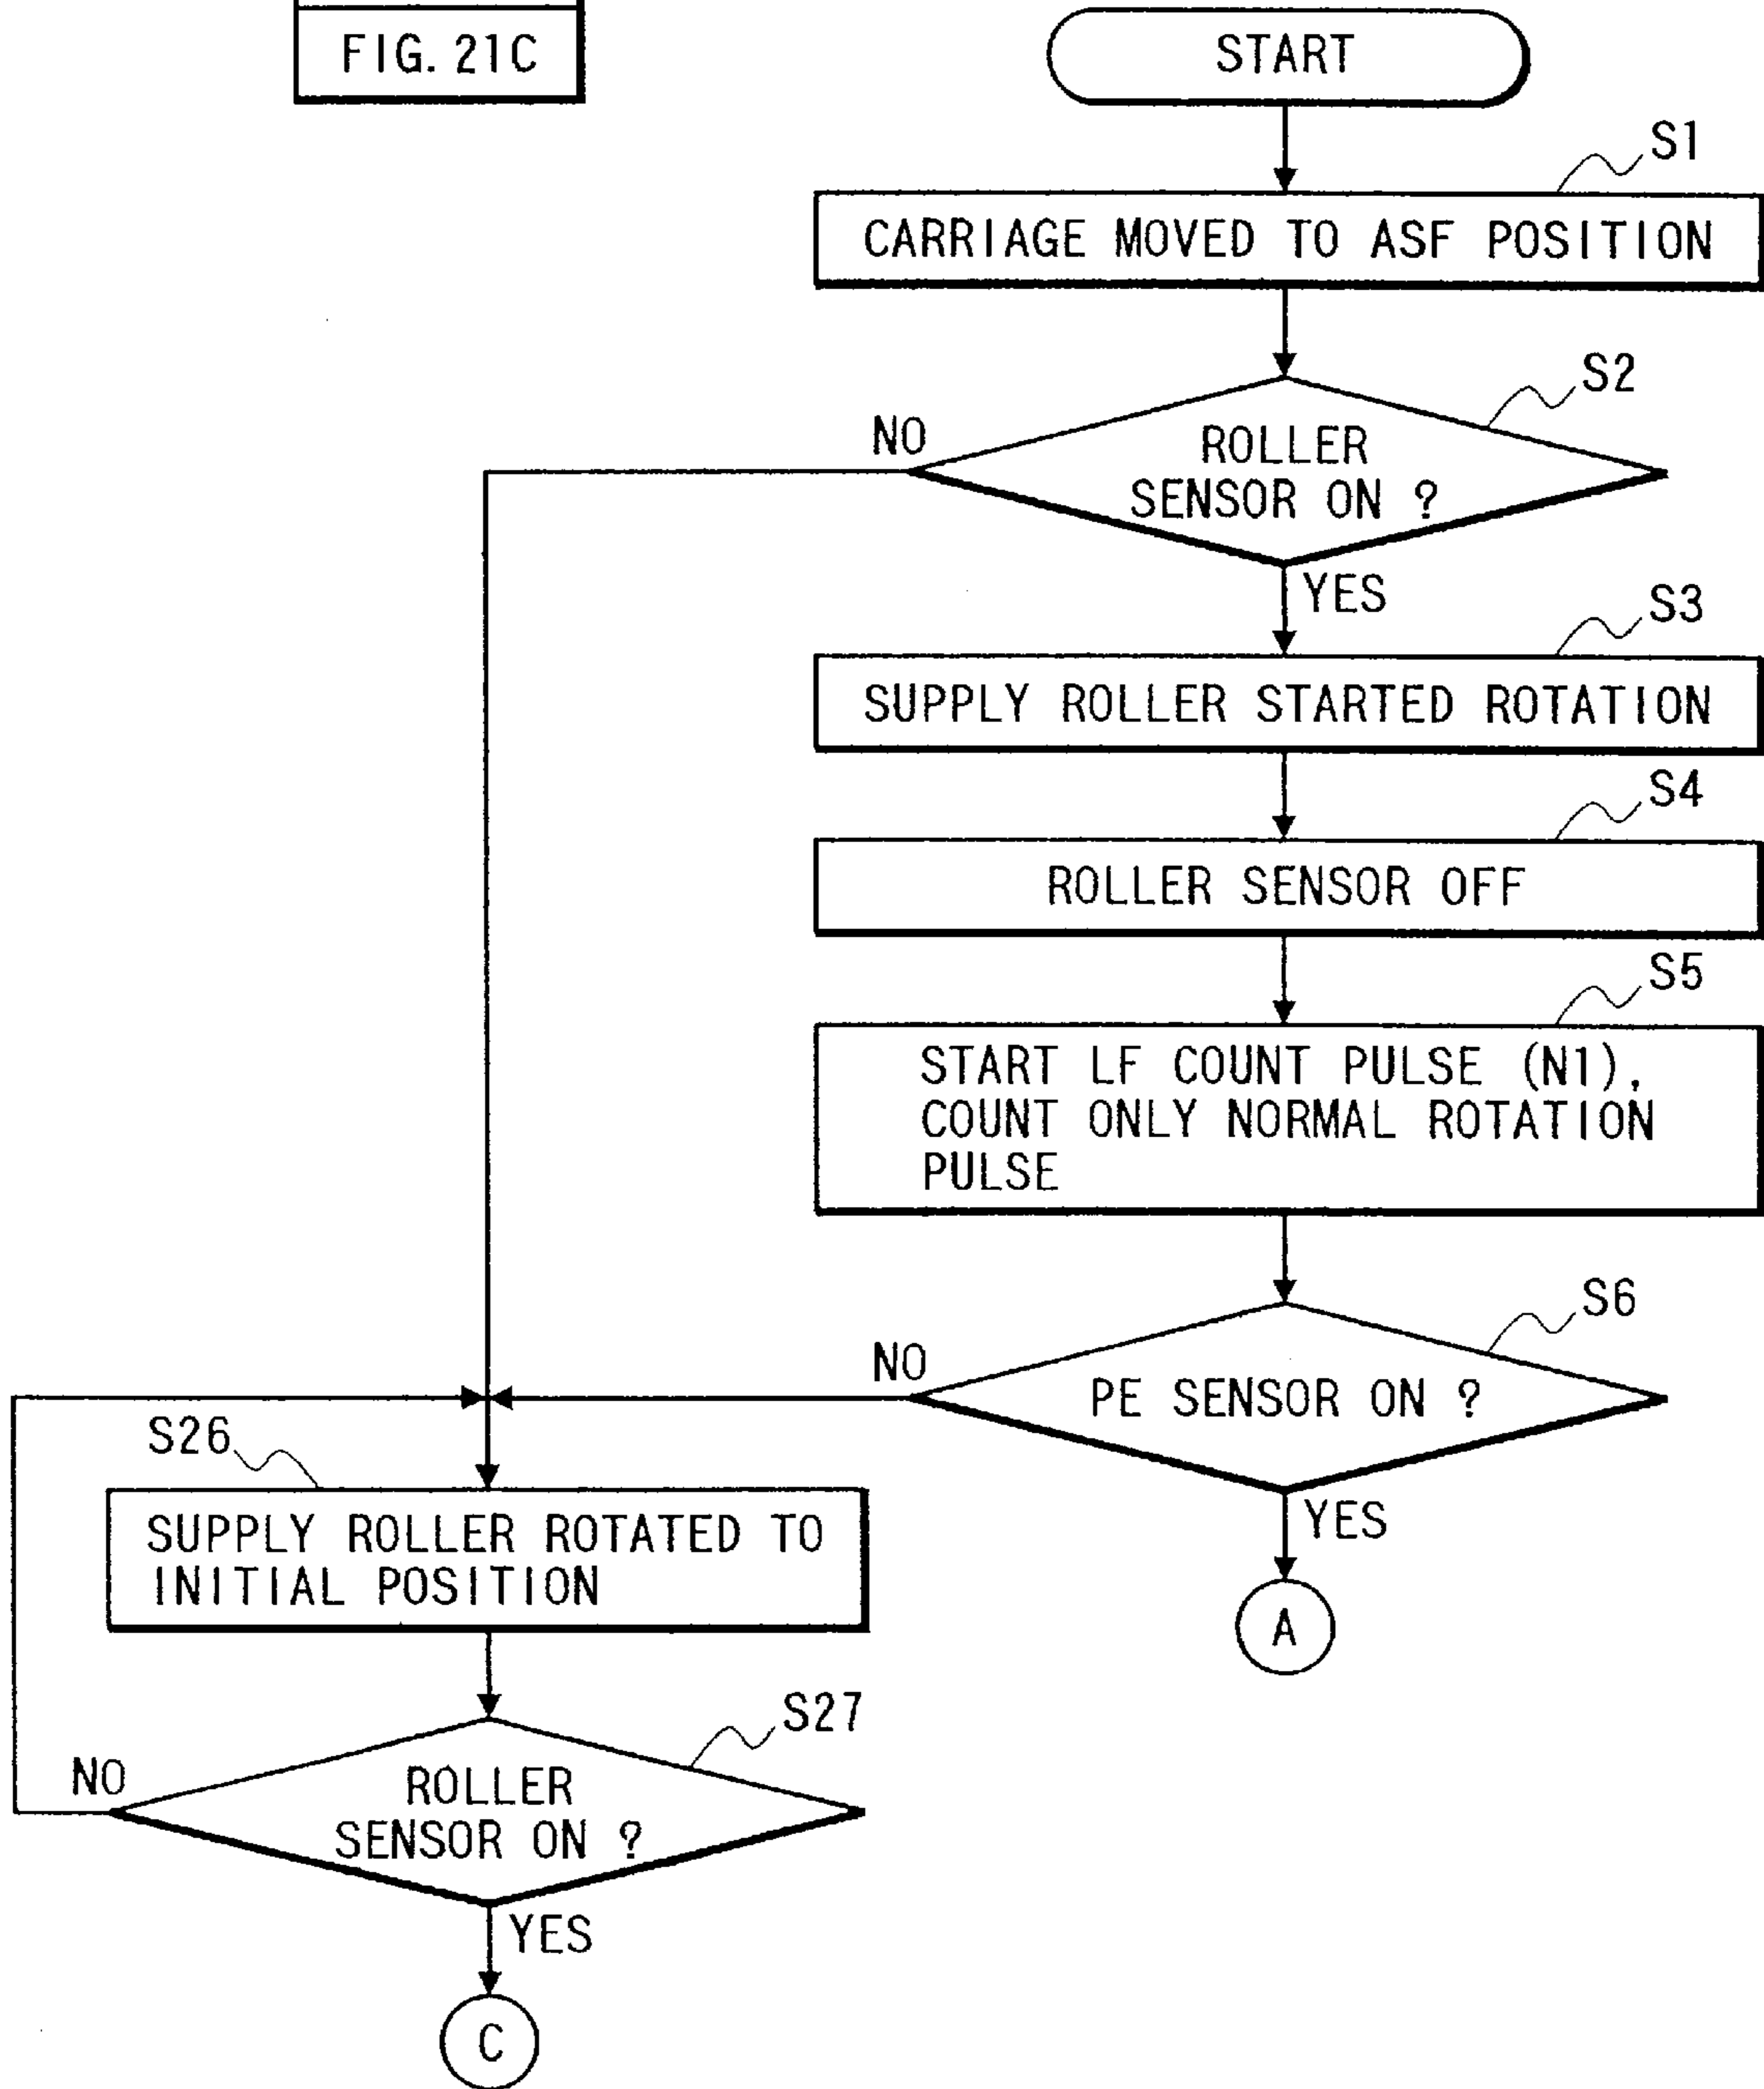 FIG. 21C
START
S1
CARRIAGE MOVED TO ASF POSITION
S2
NO
ROLLER
SENSOR ON ?
YES
S3
SUPPLY ROLLER STARTED ROTATION
S4
ROLLER SENSOR OFF
S5
START LF COUNT PULSE (N1),
COUNT ONLY NORMAL ROTATION
PULSE
S6
NO
PE SENSOR ON ?
YES
A
S26
SUPPLY ROLLER ROTATED TO
INITIAL POSITION
S27
NO
ROLLER
SENSOR ON ?
YES
C